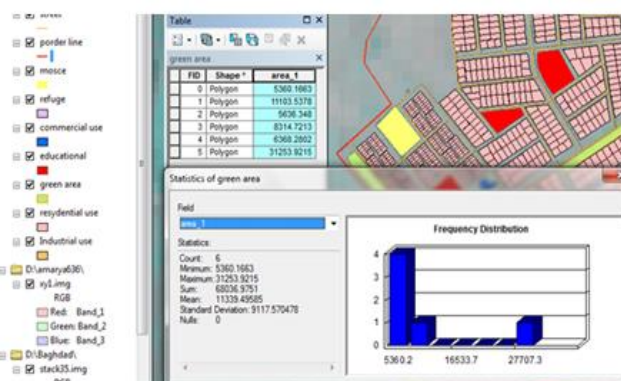 street
porder line
mosce
refuge
commercial use
educational
green area
resydential use
Industrial use
D:\amarya636\
xy1.img
RGB
Red: Band_1
Green: Band_2
Blue: Band_3
D:\Baghdad\
stack35.img
RGB
Table
green area
FID Shape * area_1
0 Polygon 5360.1663
1 Polygon 11103.5378
2 Polygon 5636.348
3 Polygon 8314.7213
4 Polygon 6368.2802
5 Polygon 31253.9215
Statistics of green area
Field
area_1
Statistics:
Count: 6
Minimum: 5360.1663
Maximum: 31253.9215
Sum: 68036.9751
Mean: 11339.49585
Standard Deviation: 9117.570478
Nulls: 0
Frequency Distribution
4
3
2
1
0
5360.2 16533.7 27707.3